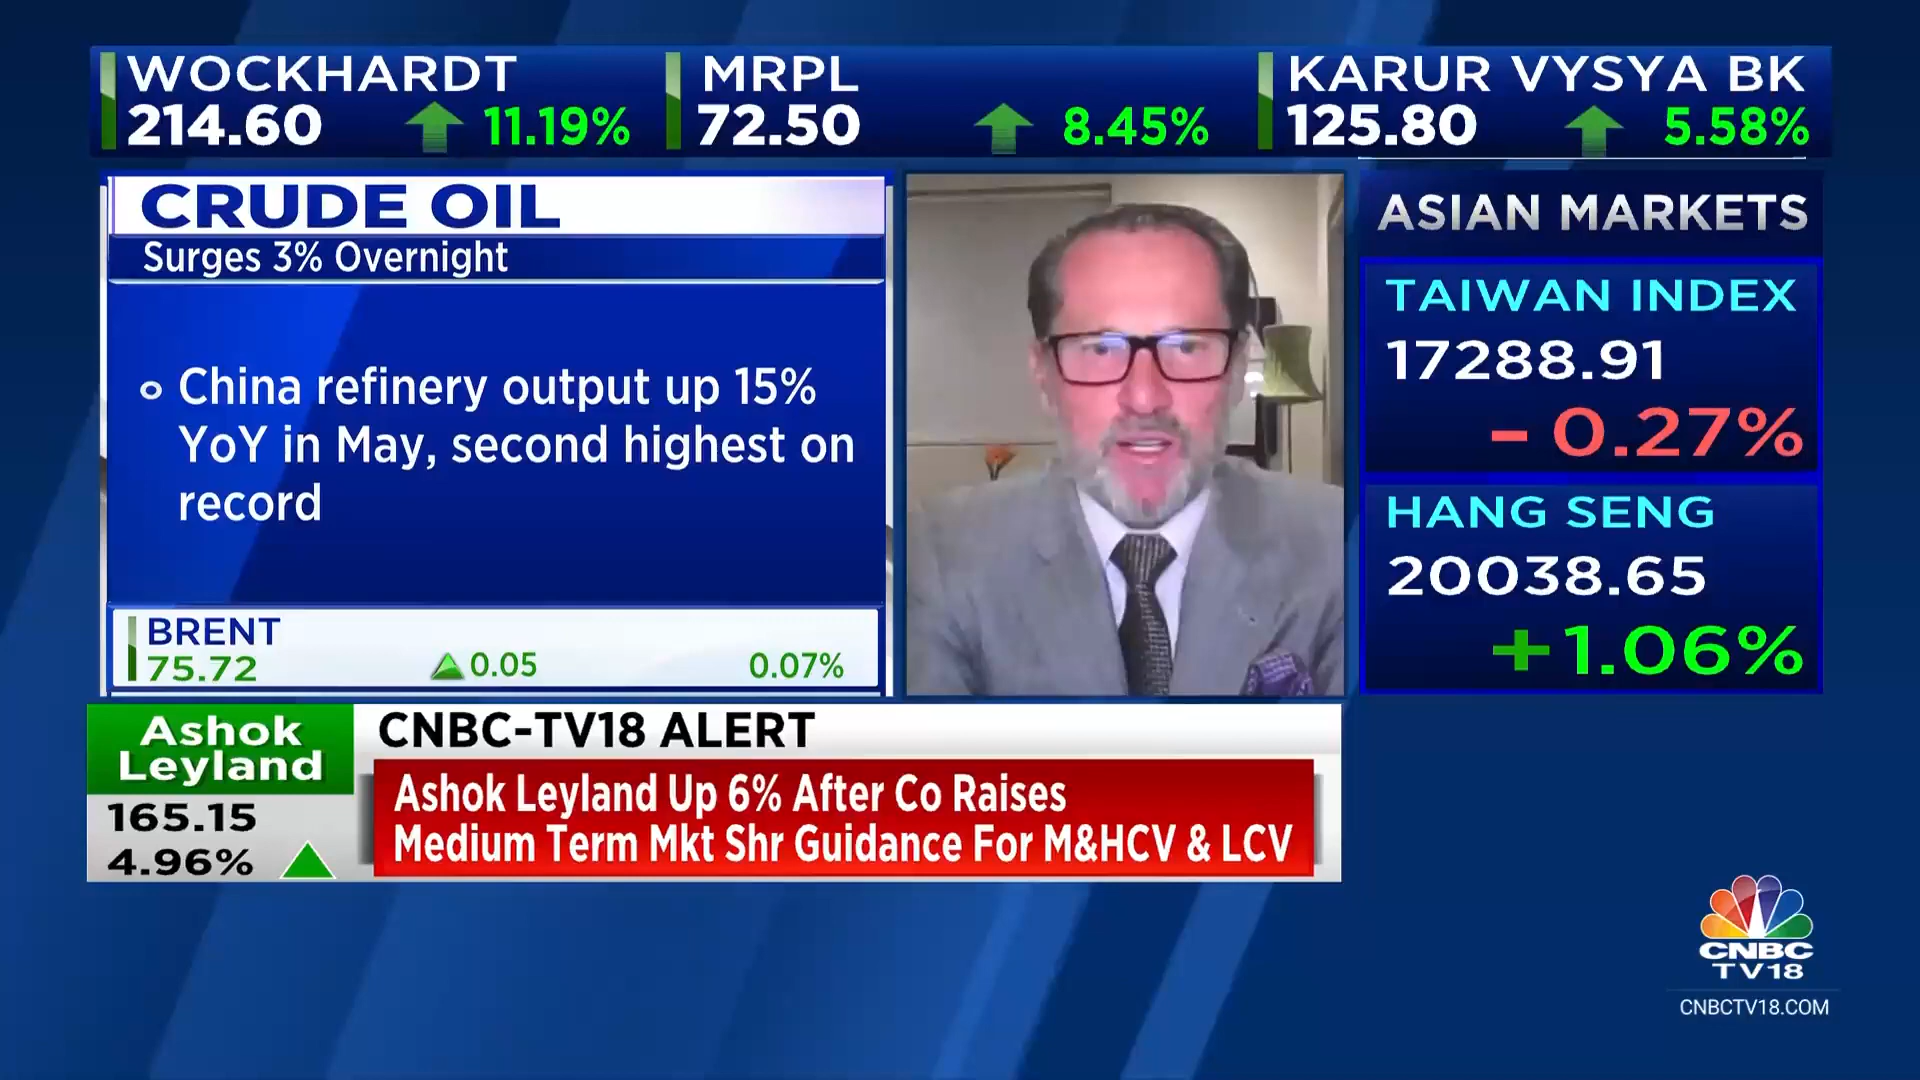 WOCKHARDT
214.60 11.19%
MRPL
72.50 8.45%
KARUR VYSYA BK
125.80 5.58%
CRUDE OIL
Surges 3% Overnight
China refinery output up 15%
YoY in May, second highest on
record
BRENT
75.72 0.05 0.07%
ASIAN MARKETS
TAIWAN INDEX
17288.91
- 0.27%
HANG SENG
20038.65
+1.06%
Ashok
Leyland
165.15
4.96%
CNBC-TV18 ALERT
Ashok Leyland Up 6% After Co Raises
Medium Term Mkt Shr Guidance For M&HCV & LCV
CNBC
TV18
CNBCTV18.COM